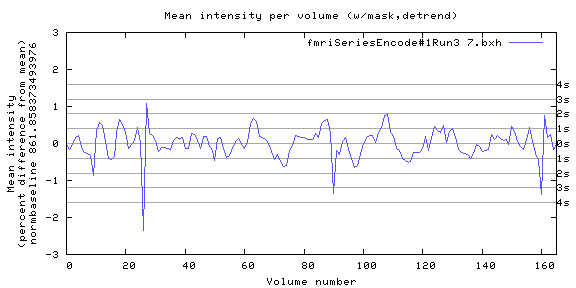 Mean intensity per volume (w/mask,detrend)
fmriSeriesEncode#1Run3 7.bxh
Mean intensity
(percent difference from mean)
normbaseline 861.858373493976
3
2
1
0
-1
-2
-3
4s
3s
2s
1s
0s
1s
2s
3s
4s
0 20 40 60 80 100 120 140 160
Volume number